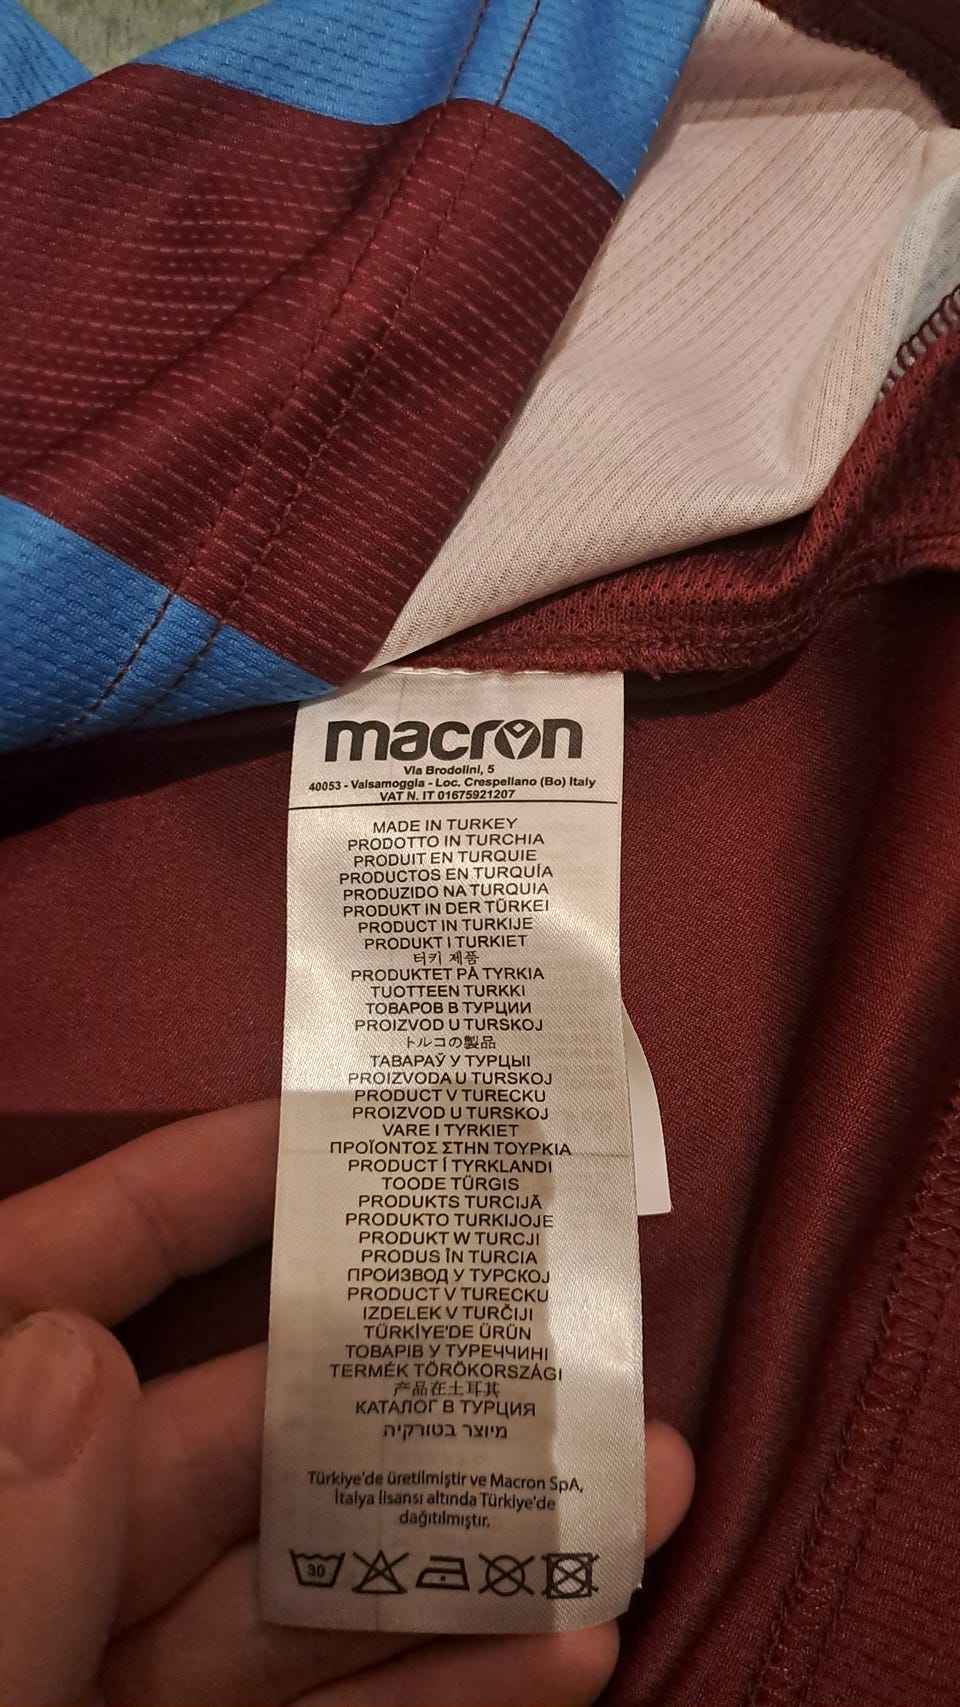 macron
Via Brodolini, 5
40053 - Valsamoggia - Loc. Crespellano (Bo) Italy
VAT N. IT 01675921207
MADE IN TURKEY
PRODOTTO IN TURCHIA
PRODUIT EN TURQUIE
PRODUCTOS EN TURQUÍA
PRODUZIDO NA TURQUIA
PRODUKT IN DER TÜRKEI
PRODUCT IN TURKIJE
PRODUKT I TURKIET
터키 제품
PRODUKTET PÅ TYRKIA
TUOTTEEN TURKKI
ТОВАРОВ В ТУРЦИИ
PROIZVOD U TURSKOJ
トルコの製品
ТАВАРАЎ У ТУРЦЫІ
PROIZVODA U TURSKOJ
PRODUCT V TURECKU
PROIZVOD U TURSKOJ
VARE I TYRKIET
ΠΡΟΪΟΝΤΟΣ ΣΤΗΝ ΤΟΥΡΚΙΑ
PRODUCT Í TYRKLANDI
TOODE TÜRGIS
PRODUKTS TURCIJĀ
PRODUKTO TURKIJOJE
PRODUKT W TURCJI
PRODUS ÎN TURCIA
ПРОИЗВОД У ТУРСКОЈ
PRODUCT V TURECKU
IZDELEK V TURČIJI
TÜRKİYE'DE ÜRÜN
ТОВАРІВ У ТУРЕЧЧИНІ
TERMÉK TÖRÖKORSZÁGI
产品在土耳其
КАТАЛОГ В ТУРЦИЯ
מיוצר בטורקיה
Türkiye'de üretilmiştir ve Macron SpA,
İtalya lisansı altında Türkiye'de
dağıtılmıştır.
30